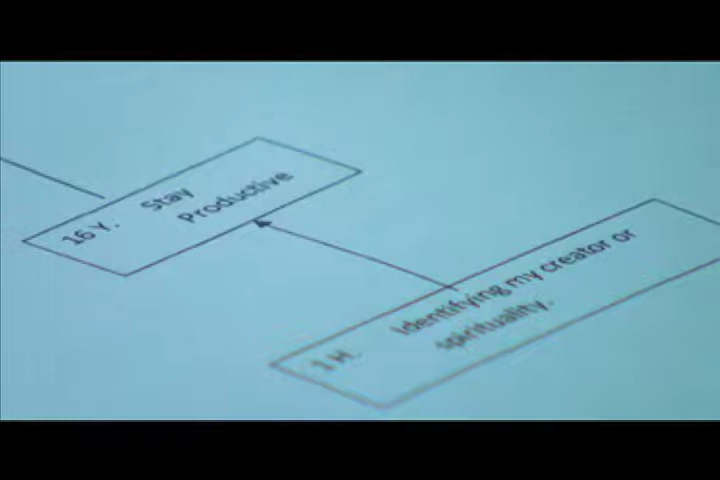 16 Y. Stay
Productive
1 H. Identifying my creator or
spirituality.